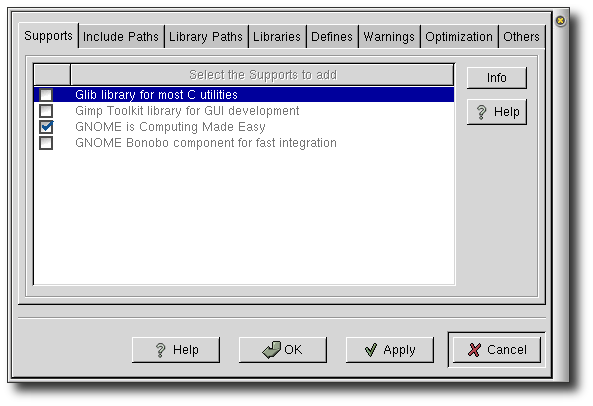 Supports Include Paths Library Paths Libraries Defines Warnings Optimization Others
Select the Supports to add
Glib library for most C utilities
Gimp Toolkit library for GUI development
GNOME is Computing Made Easy
GNOME Bonobo component for fast integration
Info
Help
Help OK Apply Cancel